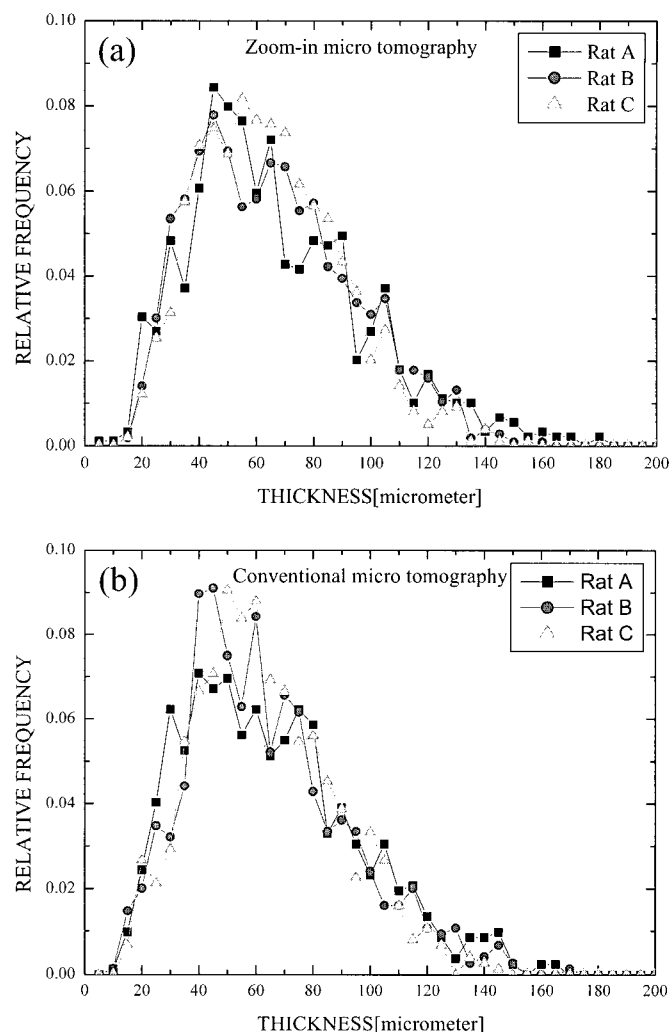 (a)
Zoom-in micro tomography
Rat A
Rat B
Rat C
RELATIVE FREQUENCY
0.10
0.08
0.06
0.04
0.02
0.00
0 20 40 60 80 100 120 140 160 180 200
THICKNESS[micrometer]
(b)
Conventional micro tomography
Rat A
Rat B
Rat C
RELATIVE FREQUENCY
0.10
0.08
0.06
0.04
0.02
0.00
0 20 40 60 80 100 120 140 160 180 200
THICKNESS[micrometer]